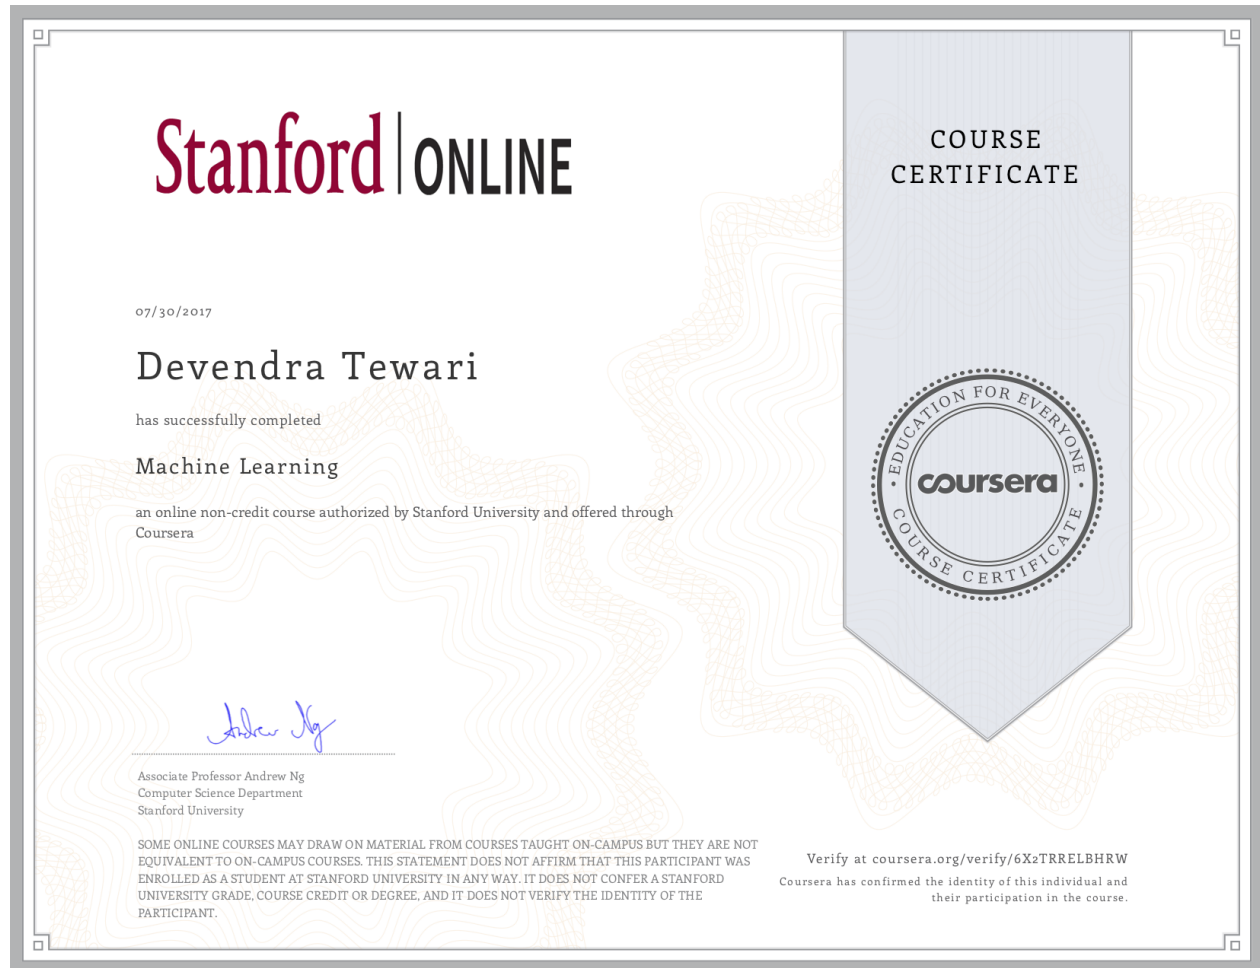 Stanford | ONLINE
COURSE
CERTIFICATE
07/30/2017
Devendra Tewari
has successfully completed
Machine Learning
an online non-credit course authorized by Stanford University and offered through
Coursera
EDUCATION FOR EVERYONE
coursera
COURSE CERTIFICATE
Andrew Ng
Associate Professor Andrew Ng
Computer Science Department
Stanford University
SOME ONLINE COURSES MAY DRAW ON MATERIAL FROM COURSES TAUGHT ON-CAMPUS BUT THEY ARE NOT
EQUIVALENT TO ON-CAMPUS COURSES. THIS STATEMENT DOES NOT AFFIRM THAT THIS PARTICIPANT WAS
ENROLLED AS A STUDENT AT STANFORD UNIVERSITY IN ANY WAY. IT DOES NOT CONFER A STANFORD
UNIVERSITY GRADE, COURSE CREDIT OR DEGREE, AND IT DOES NOT VERIFY THE IDENTITY OF THE
PARTICIPANT.
Verify at coursera.org/verify/6X2TRRELBHRW
Coursera has confirmed the identity of this individual and
their participation in the course.